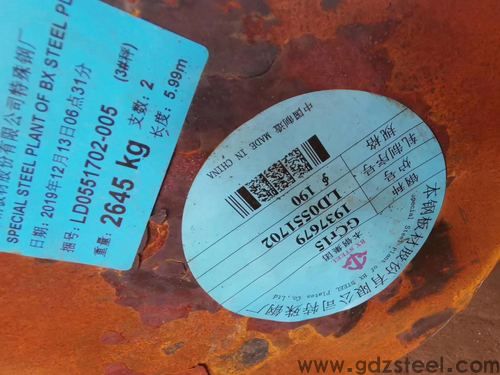 板材股份有限公司特殊钢厂
SPECIAL STEEL PLANT OF BX STEEL PL
日期: 2019年12月13日06点31分
捆号: LD0551702-005 (3#秤)
重量: 2645 kg 支数: 2
长度: 5.99m
本钢板材股份有限公司特殊钢厂
Special Steel Plant of BX STEEL Plates Co., Ltd
BX STEEL
本钢集团
钢种 GCr15
炉号 1937679
轧制序号 LD0551702
规格 ϕ 190
中国制造 MADE IN CHINA
www.gdzsteel.com